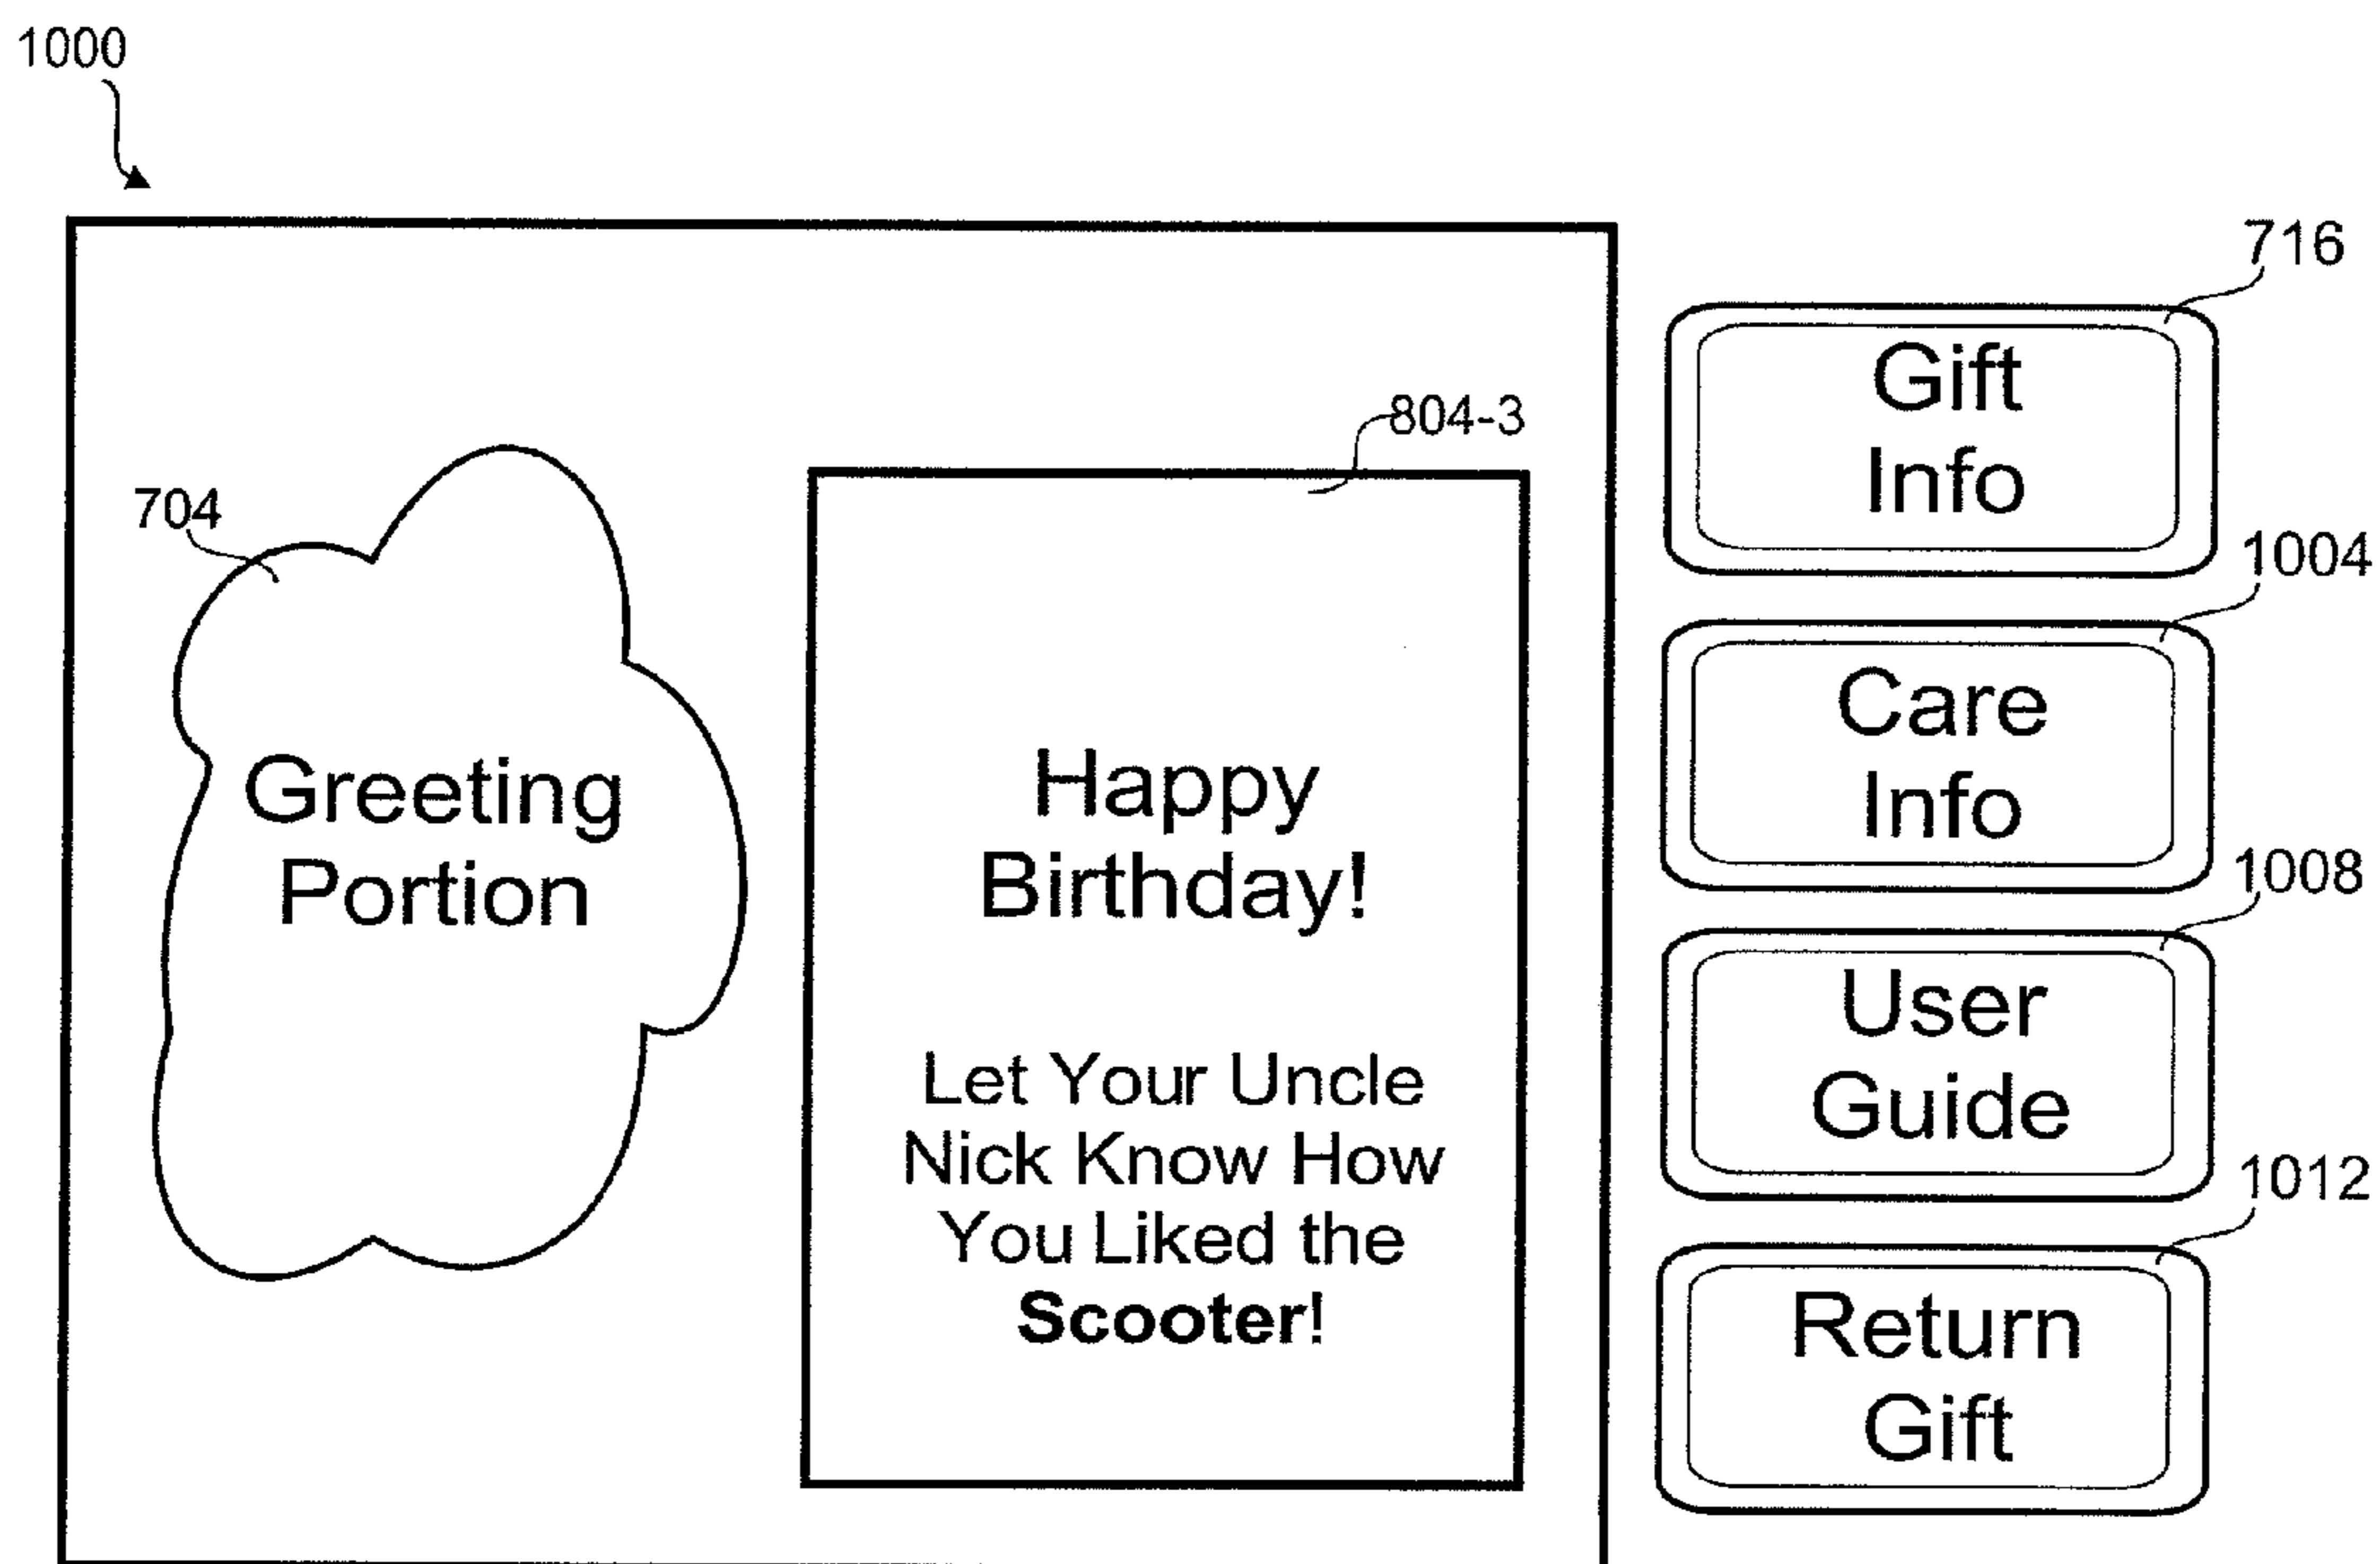 1000
716
Gift
Info
804-3
704
1004
Care
Info
Greeting
Portion
Happy
Birthday!
1008
User
Guide
Let Your Uncle
Nick Know How
You Liked the
Scooter!
1012
Return
Gift